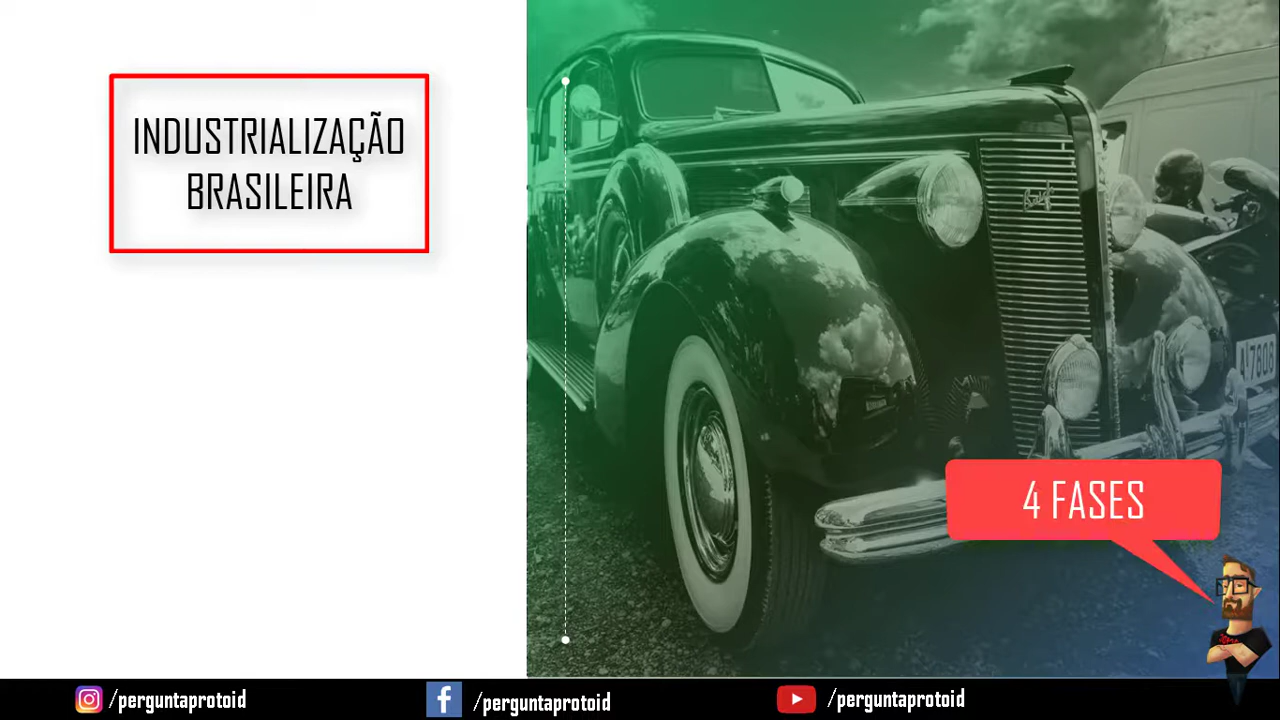 INDUSTRIALIZAÇÃO
BRASILEIRA
4 FASES
/perguntaprotoid
/perguntaprotoid
/perguntaprotoid